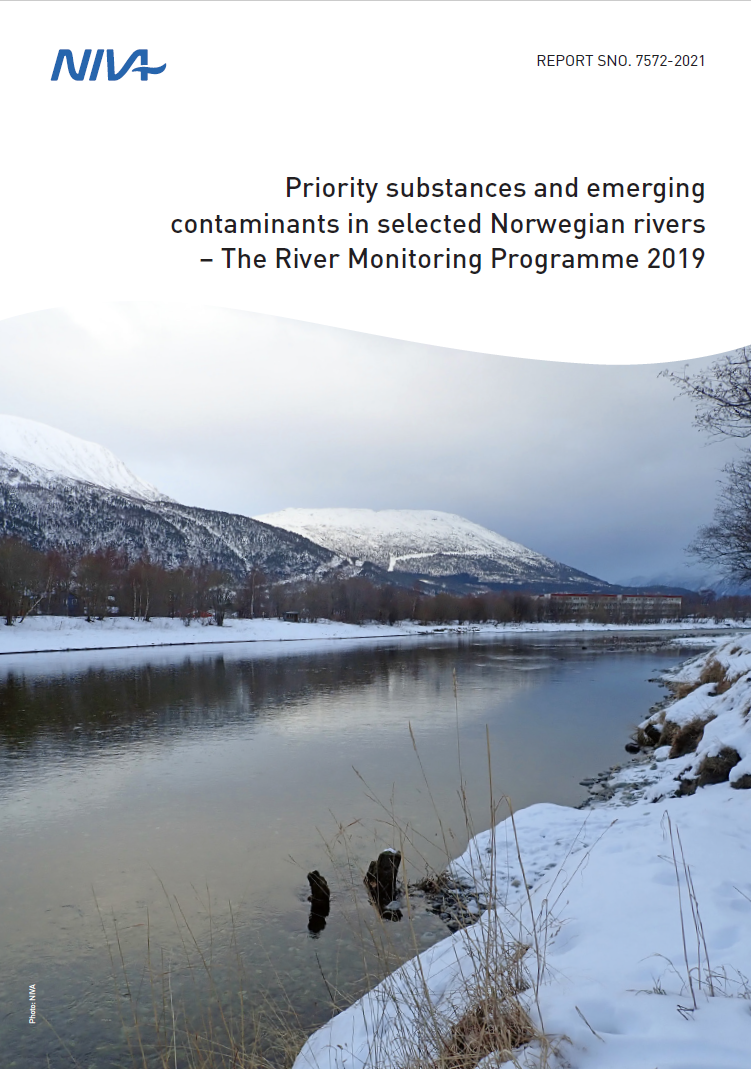 NIVA
REPORT SNO. 7572-2021
Priority substances and emerging
contaminants in selected Norwegian rivers
– The River Monitoring Programme 2019
Photo: NIVA